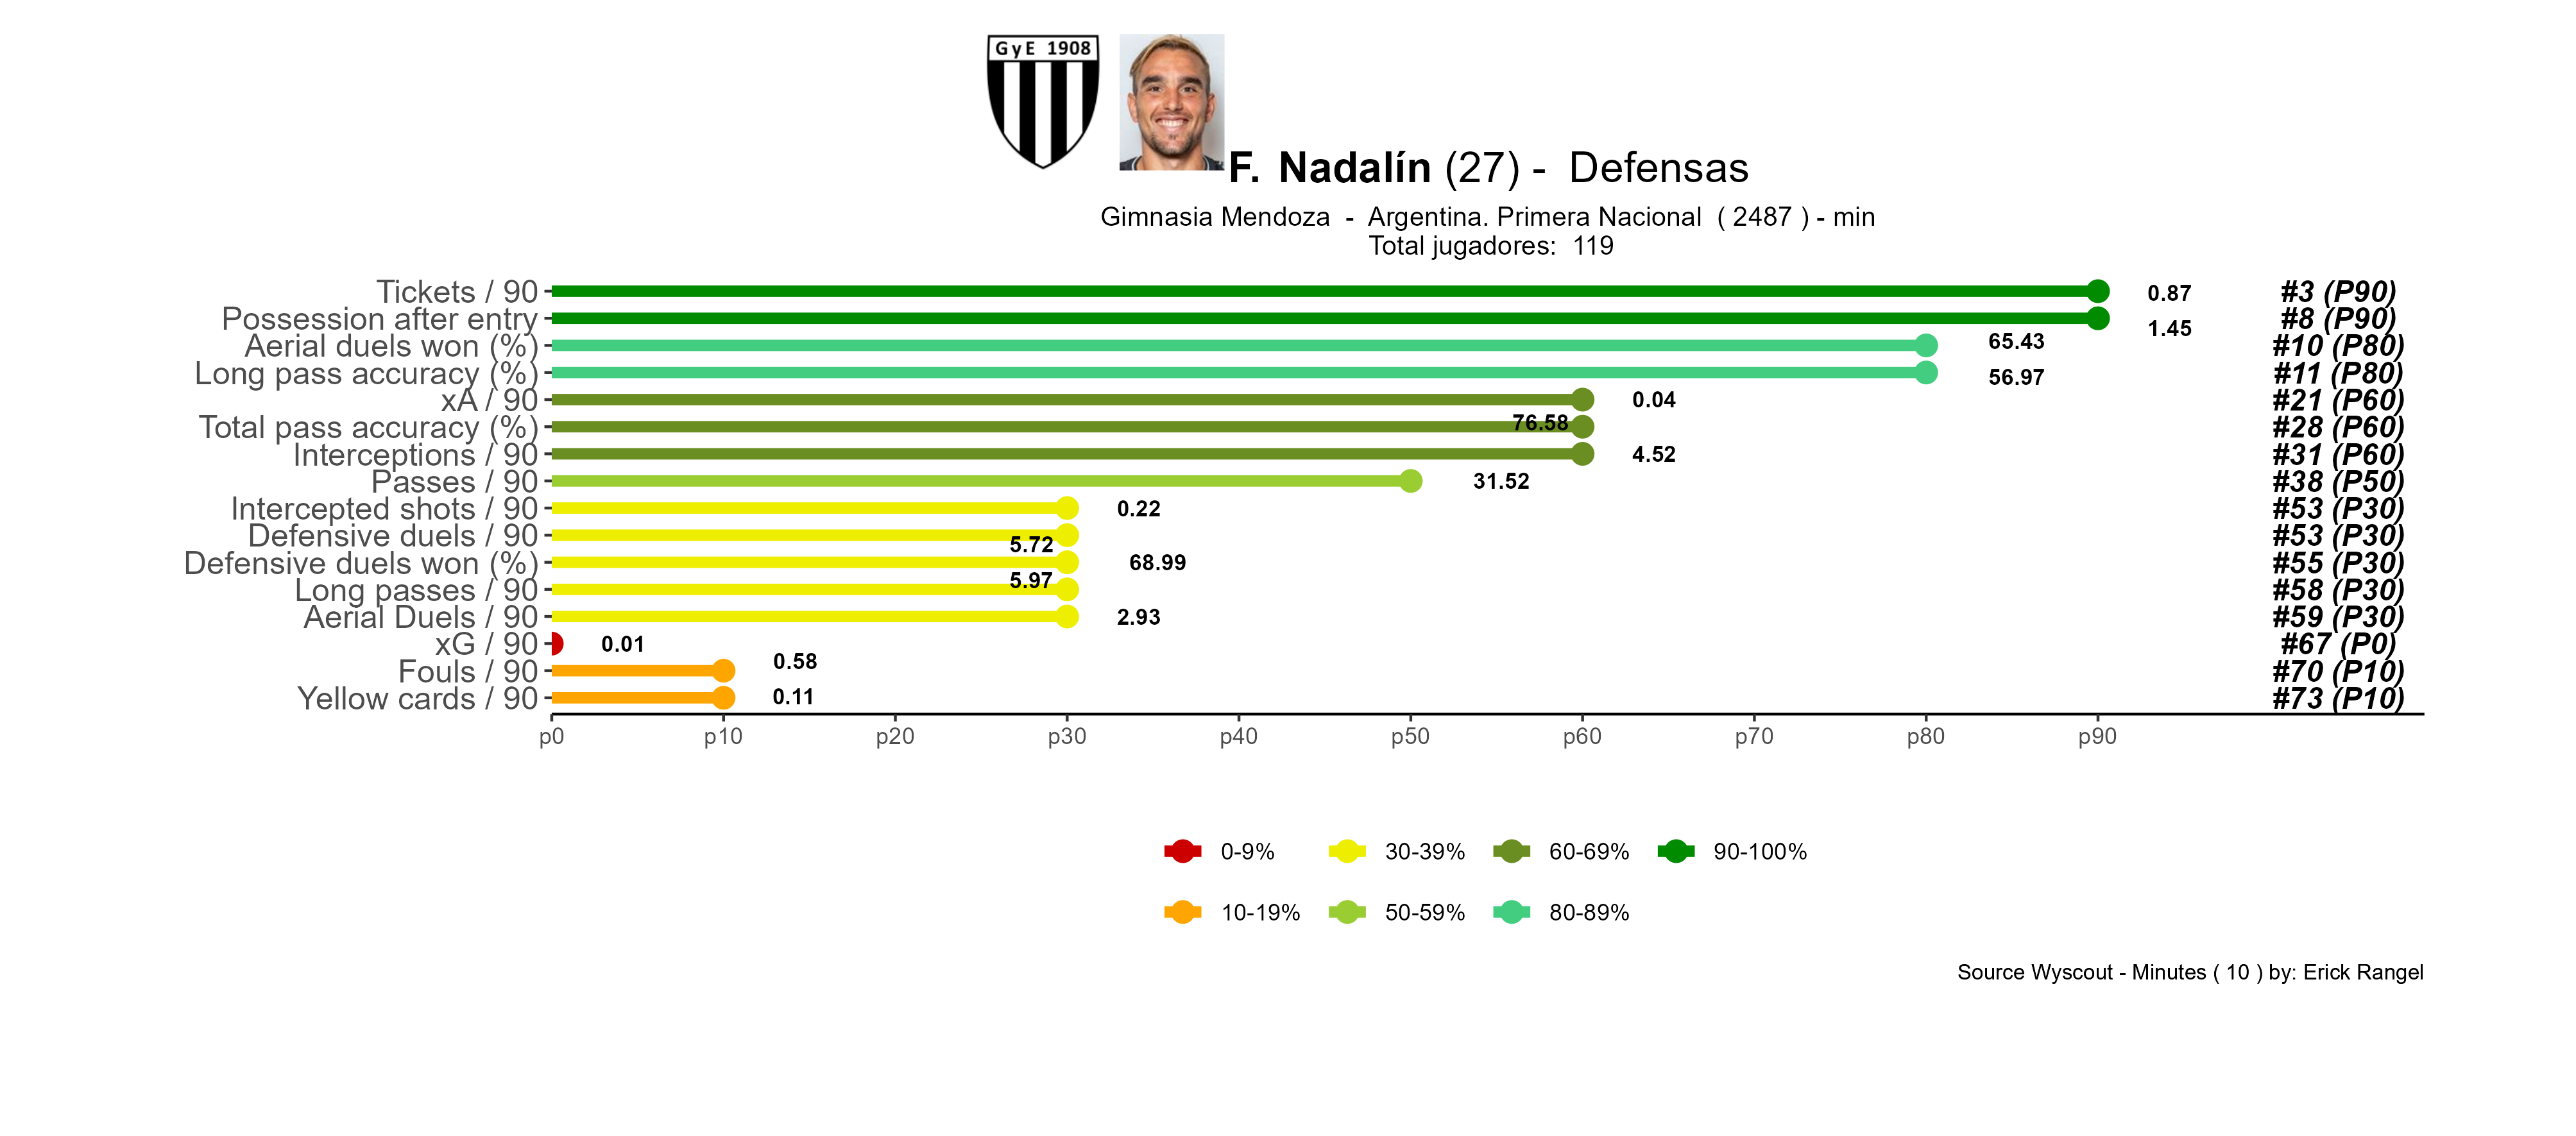 GyE 1908
F. Nadalín (27) - Defensas
Gimnasia Mendoza - Argentina. Primera Nacional ( 2487 ) - min
Total jugadores: 119
Tickets / 90 0.87 #3 (P90)
Possession after entry 1.45 #8 (P90)
Aerial duels won (%) 65.43 #10 (P80)
Long pass accuracy (%) 56.97 #11 (P80)
xA / 90 0.04 #21 (P60)
Total pass accuracy (%) 76.58 #28 (P60)
Interceptions / 90 4.52 #31 (P60)
Passes / 90 31.52 #38 (P50)
Intercepted shots / 90 0.22 #53 (P30)
Defensive duels / 90 5.72 #53 (P30)
Defensive duels won (%) 68.99 #55 (P30)
Long passes / 90 5.97 #58 (P30)
Aerial Duels / 90 2.93 #59 (P30)
xG / 90 0.01 #67 (P0)
Fouls / 90 0.58 #70 (P10)
Yellow cards / 90 0.11 #73 (P10)
p0 p10 p20 p30 p40 p50 p60 p70 p80 p90
0-9% 30-39% 60-69% 90-100%
10-19% 50-59% 80-89%
Source Wyscout - Minutes ( 10 ) by: Erick Rangel